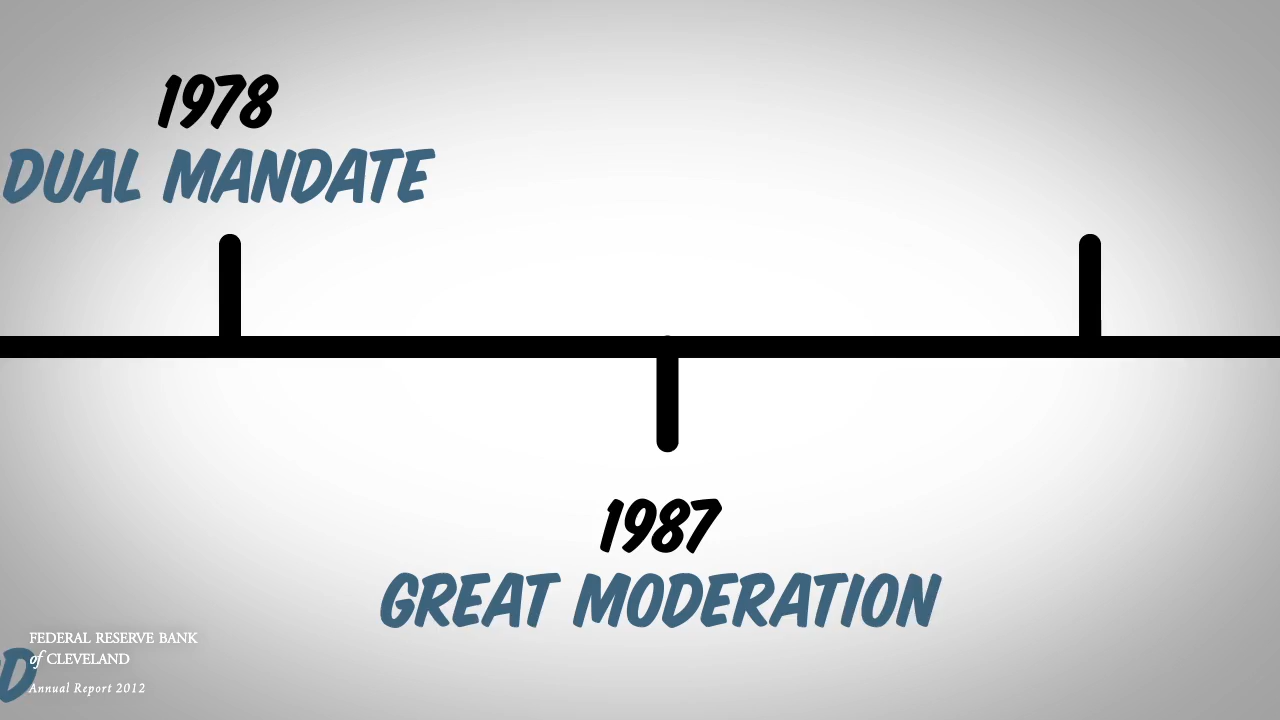 1978
DUAL MANDATE
1987
GREAT MODERATION
FEDERAL RESERVE BANK
of CLEVELAND
Annual Report 2012